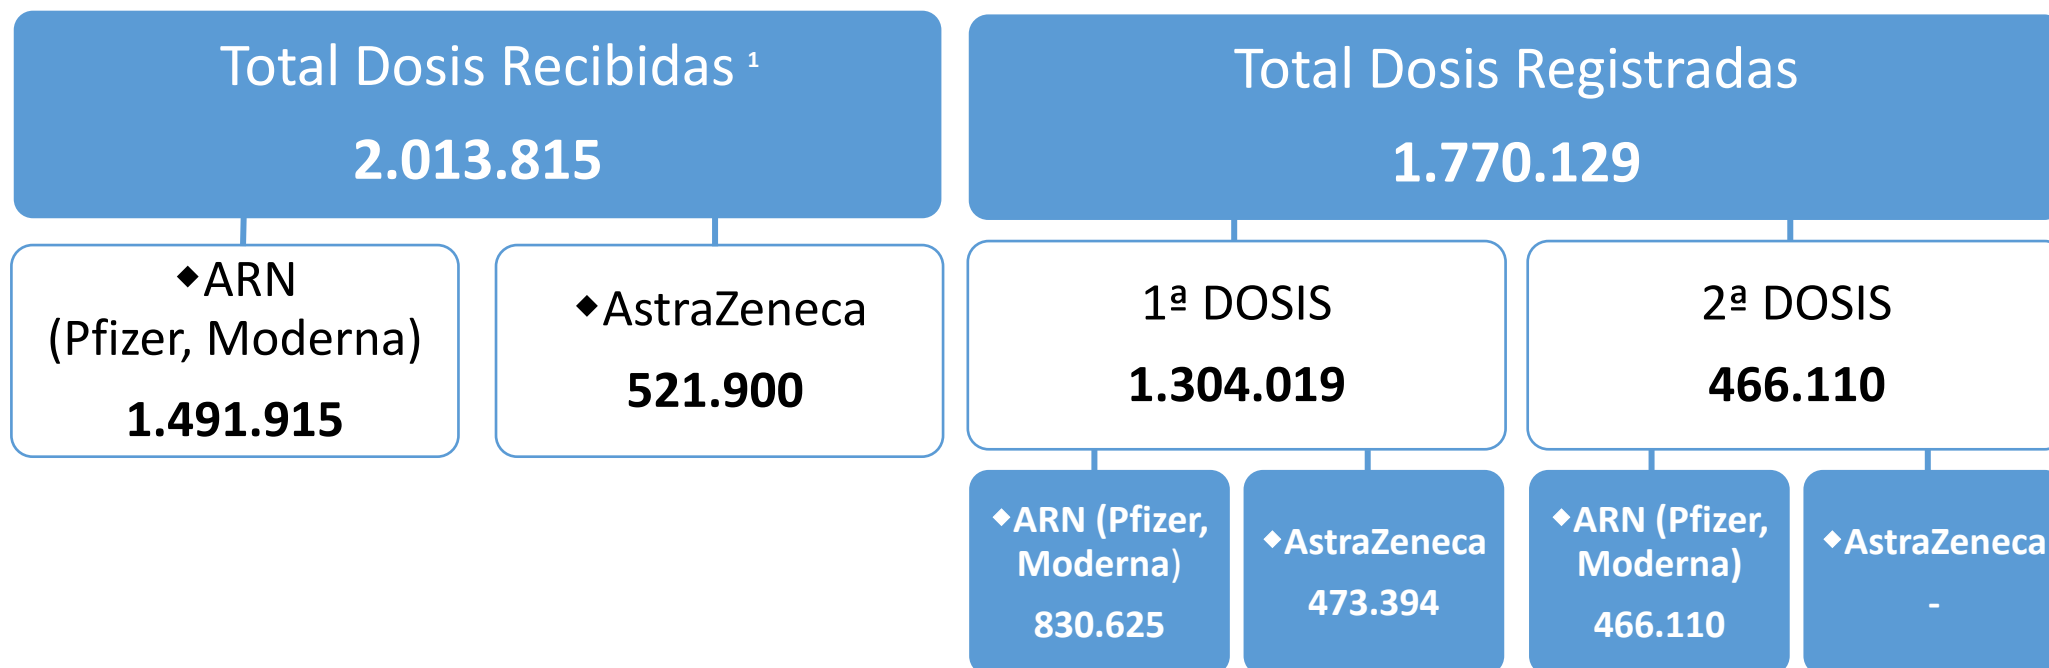 Total Dosis Recibidas ¹
2.013.815
◆ARN
(Pfizer, Moderna)
1.491.915
◆AstraZeneca
521.900
Total Dosis Registradas
1.770.129
1ª DOSIS
1.304.019
◆ARN (Pfizer,
Moderna)
830.625
◆AstraZeneca
473.394
2ª DOSIS
466.110
◆ARN (Pfizer,
Moderna)
466.110
◆AstraZeneca
-